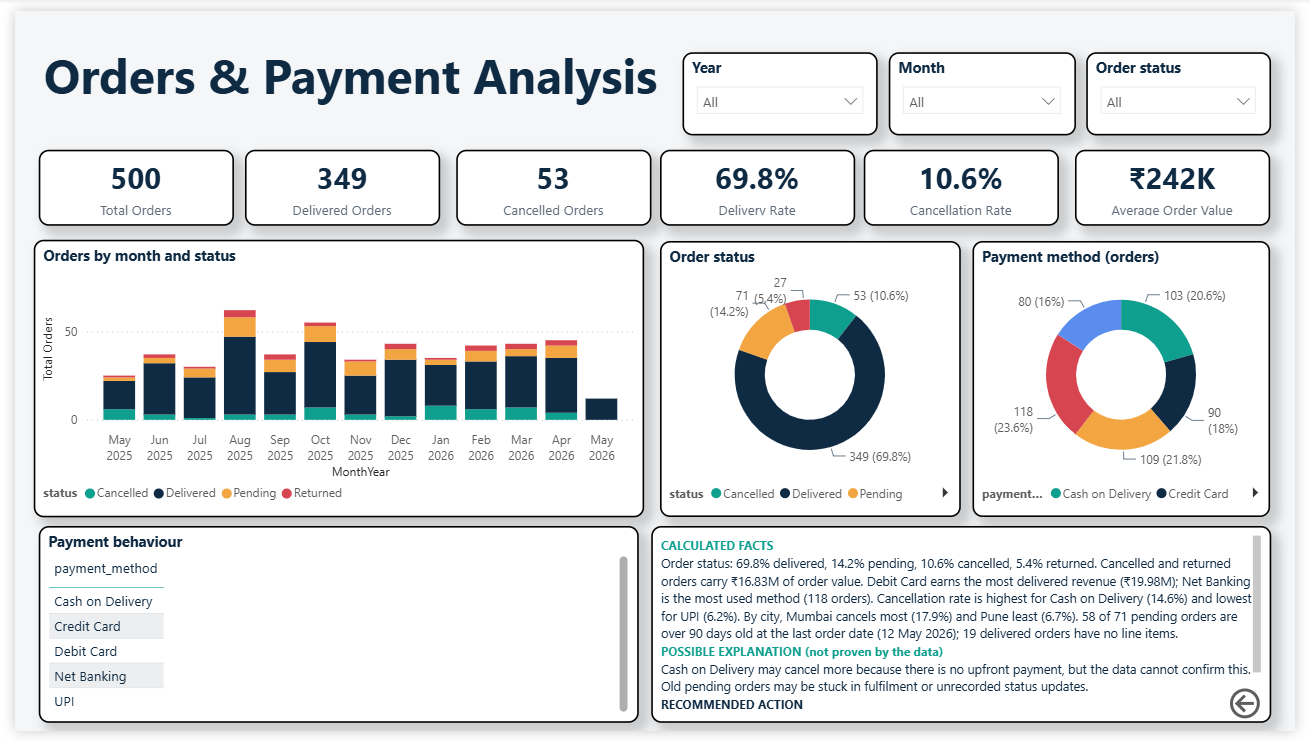 Orders & Payment Analysis
Year
All
Month
All
Order status
All
500
Total Orders
349
Delivered Orders
53
Cancelled Orders
69.8%
Delivery Rate
10.6%
Cancellation Rate
₹242K
Average Order Value
Orders by month and status
Total Orders
50
0
May 2025
Jun 2025
Jul 2025
Aug 2025
Sep 2025
Oct 2025
Nov 2025
Dec 2025
Jan 2026
Feb 2026
Mar 2026
Apr 2026
May 2026
MonthYear
status Cancelled Delivered Pending Returned
Order status
27 (5.4%)
53 (10.6%)
71 (14.2%)
349 (69.8%)
status Cancelled Delivered Pending
Payment method (orders)
80 (16%)
103 (20.6%)
118 (23.6%)
90 (18%)
109 (21.8%)
payment... Cash on Delivery Credit Card
Payment behaviour
payment_method
Cash on Delivery
Credit Card
Debit Card
Net Banking
UPI
CALCULATED FACTS
Order status: 69.8% delivered, 14.2% pending, 10.6% cancelled, 5.4% returned. Cancelled and returned
orders carry ₹16.83M of order value. Debit Card earns the most delivered revenue (₹19.98M); Net Banking
is the most used method (118 orders). Cancellation rate is highest for Cash on Delivery (14.6%) and lowest
for UPI (6.2%). By city, Mumbai cancels most (17.9%) and Pune least (6.7%). 58 of 71 pending orders are
over 90 days old at the last order date (12 May 2026); 19 delivered orders have no line items.
POSSIBLE EXPLANATION (not proven by the data)
Cash on Delivery may cancel more because there is no upfront payment, but the data cannot confirm this.
Old pending orders may be stuck in fulfilment or unrecorded status updates.
RECOMMENDED ACTION